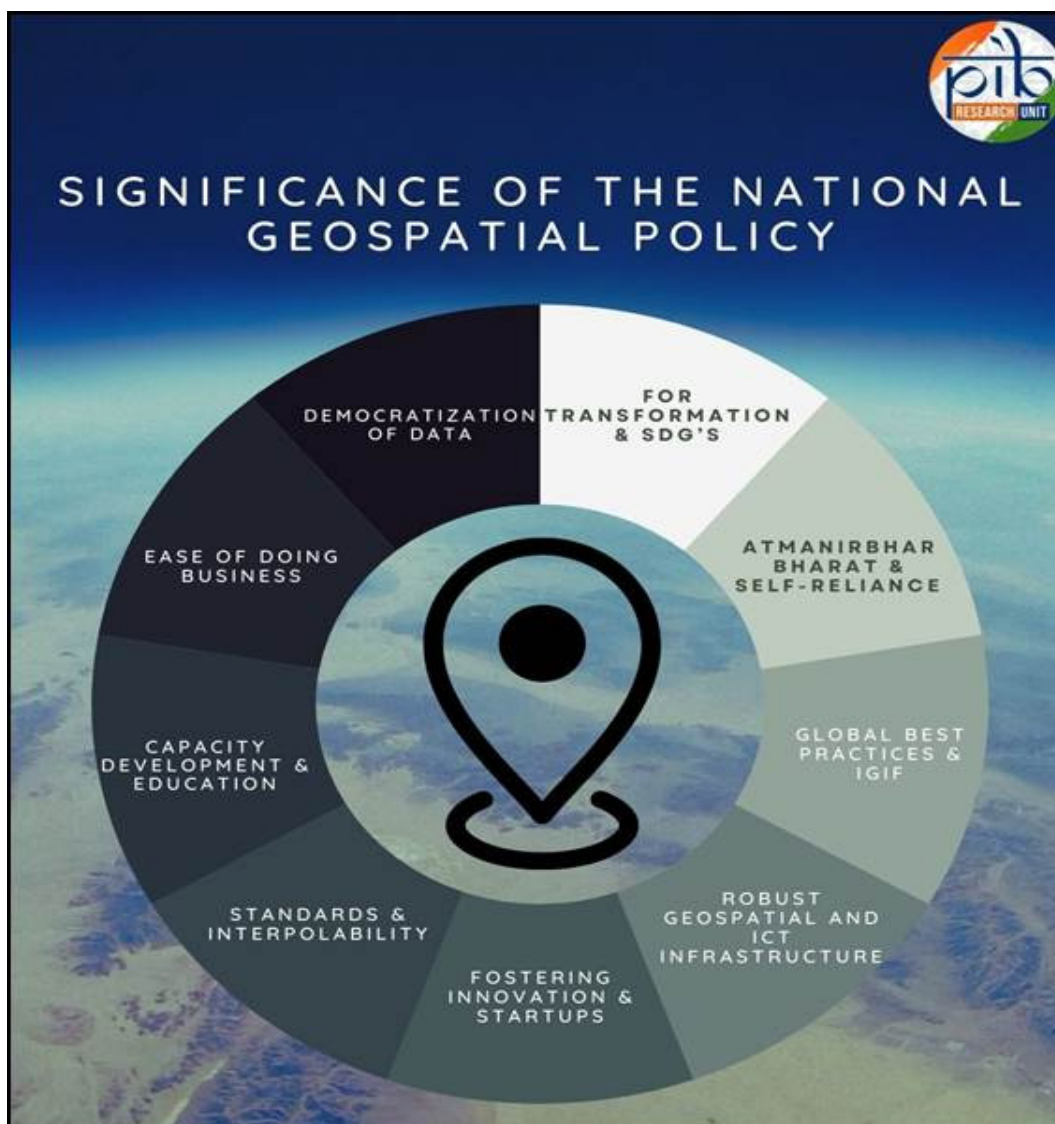 pib
RESEARCH UNIT
SIGNIFICANCE OF THE NATIONAL
GEOSPATIAL POLICY
FOR
TRANSFORMATION
& SDG'S
ATMANIRBHAR
BHARAT &
SELF-RELIANCE
GLOBAL BEST
PRACTICES &
IGIF
ROBUST
GEOSPATIAL AND
ICT
INFRASTRUCTURE
FOSTERING
INNOVATION &
STARTUPS
STANDARDS &
INTERPOLABILITY
CAPACITY
DEVELOPMENT &
EDUCATION
EASE OF DOING
BUSINESS
DEMOCRATIZATION
OF DATA